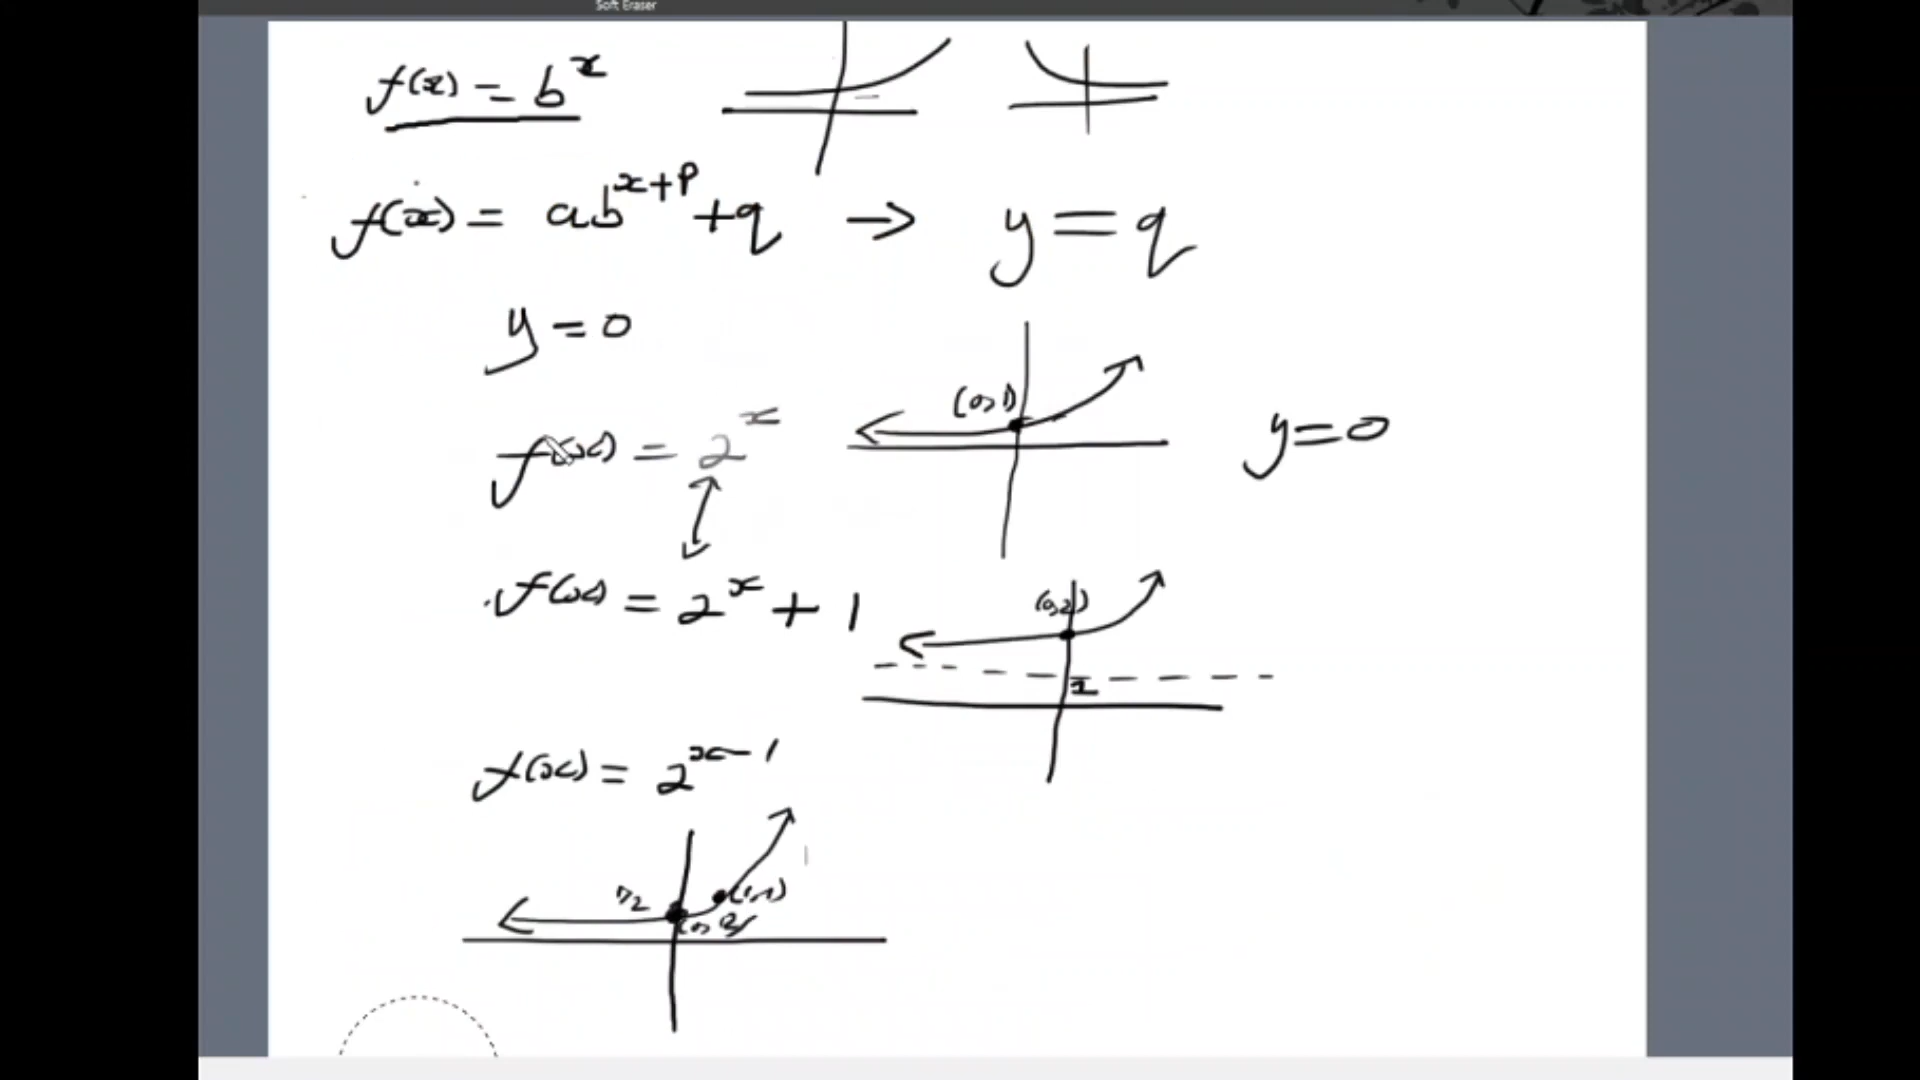 Soft Eraser
f(x) = b^x
f(x) = ab^{x+p} + q → y = q
y = 0
(0,1)
f(x) = 2^x
y = 0
f(x) = 2^x + 1
(0,2)
1
f(x) = 2^{x-1}
1/2
(1,1)